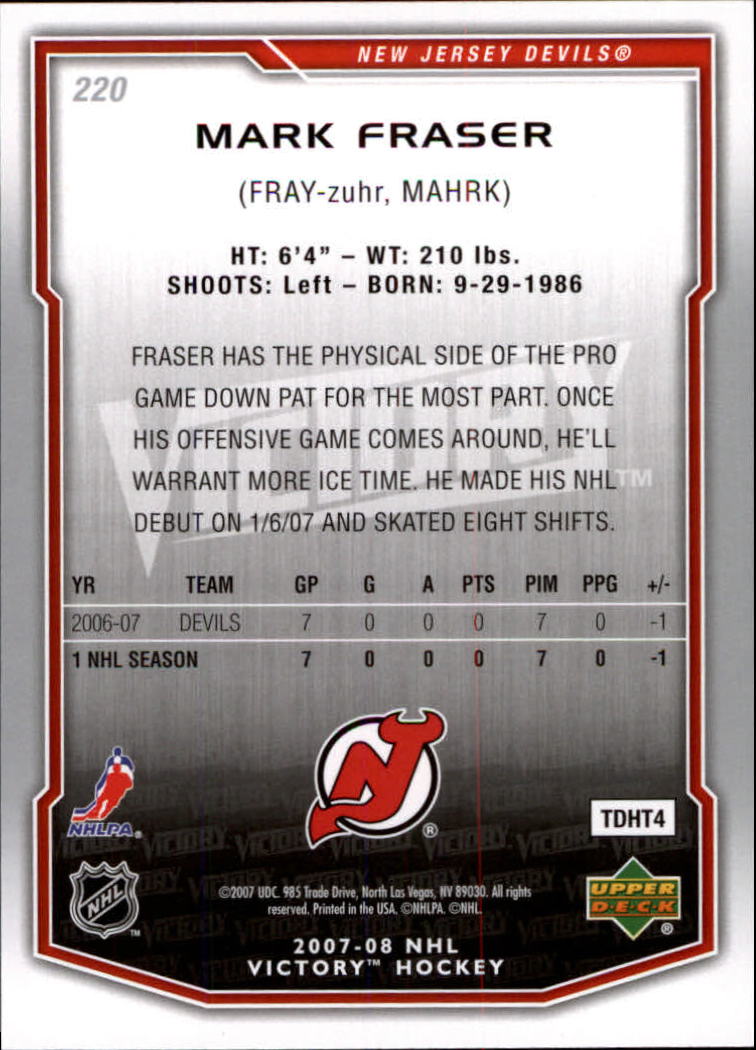 NEW JERSEY DEVILS®
220
MARK FRASER
(FRAY-zuhr, MAHRK)
HT: 6'4" – WT: 210 lbs.
SHOOTS: Left – BORN: 9-29-1986
FRASER HAS THE PHYSICAL SIDE OF THE PRO
GAME DOWN PAT FOR THE MOST PART. ONCE
HIS OFFENSIVE GAME COMES AROUND, HE'LL
WARRANT MORE ICE TIME. HE MADE HIS NHL
DEBUT ON 1/6/07 AND SKATED EIGHT SHIFTS.
VICTORY™
YR TEAM GP G A PTS PIM PPG +/-
2006-07 DEVILS 7 0 0 0 7 0 -1
1 NHL SEASON 7 0 0 0 7 0 -1
NHLPA®
®
TDHT4
NHL™
©2007 UDC. 985 Trade Drive, North Las Vegas, NV 89030. All rights
reserved. Printed in the USA. ©NHLPA. ©NHL.
UPPER
D·E·C·K
®
2007-08 NHL
VICTORY™ HOCKEY